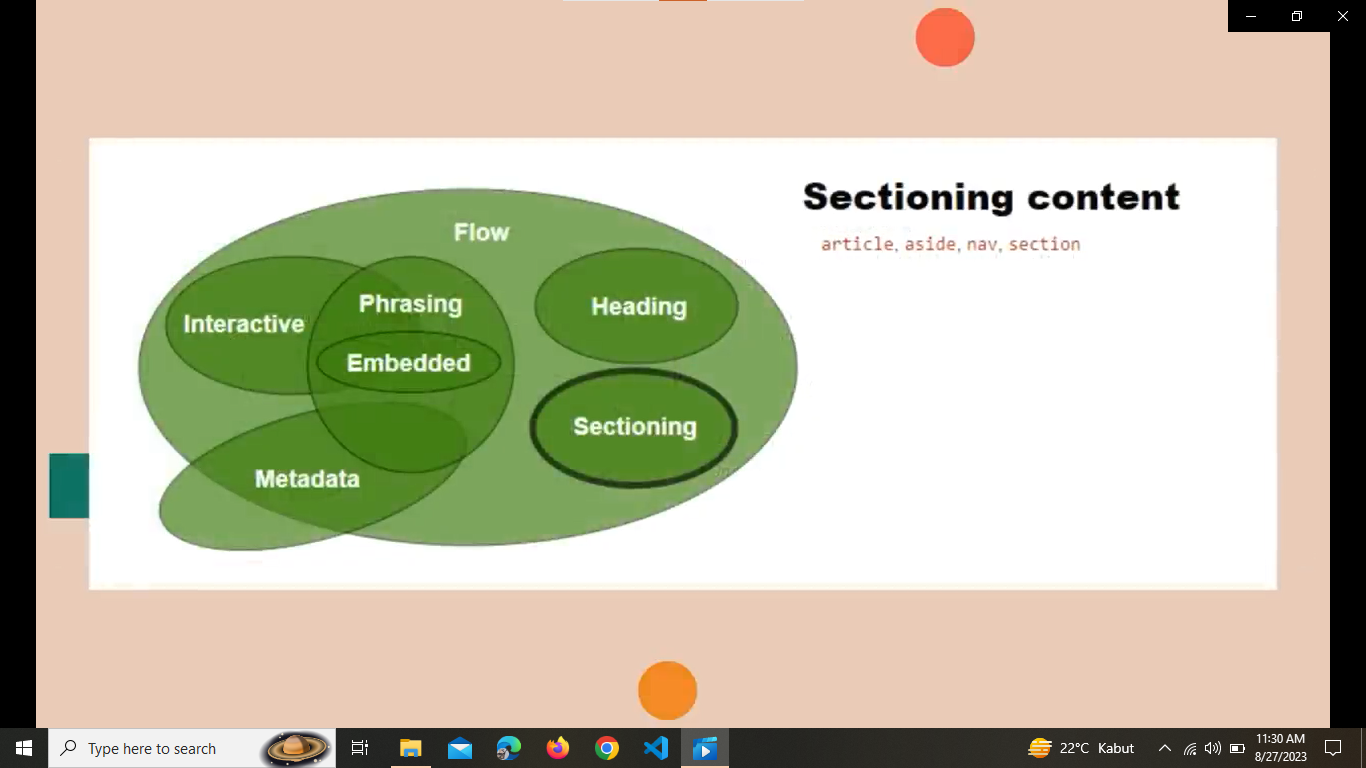 Sectioning content
article, aside, nav, section
Flow
Phrasing
Heading
Interactive
Embedded
Sectioning
Metadata
Type here to search
22°C Kabut
11:30 AM
8/27/2023